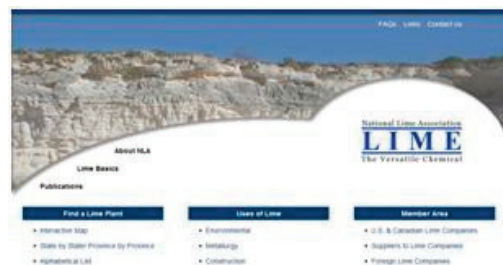 FAQs Links Contact Us
National Lime Association
LIME
The Versatile Chemical
About NLA
Lime Basics
Publications
Find a Lime Plant
Uses of Lime
Member Area
• Interactive Map
• Environmental
• U.S. & Canadian Lime Companies
• State by State/ Province by Province
• Metallurgy
• Suppliers to Lime Companies
• Alphabetical List
• Construction
• Foreign Lime Companies